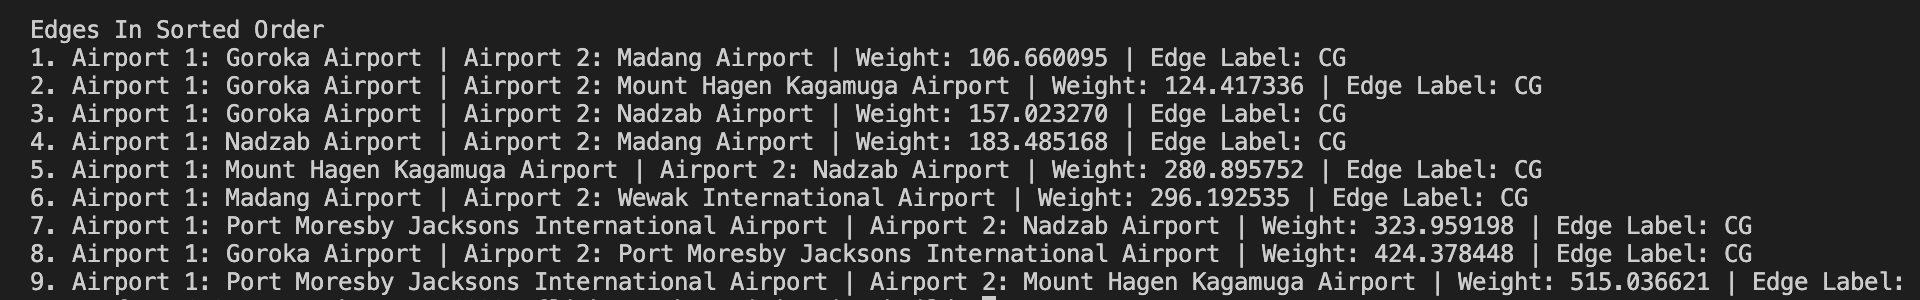 Edges In Sorted Order
1. Airport 1: Goroka Airport | Airport 2: Madang Airport | Weight: 106.660095 | Edge Label: CG
2. Airport 1: Goroka Airport | Airport 2: Mount Hagen Kagamuga Airport | Weight: 124.417336 | Edge Label: CG
3. Airport 1: Goroka Airport | Airport 2: Nadzab Airport | Weight: 157.023270 | Edge Label: CG
4. Airport 1: Nadzab Airport | Airport 2: Madang Airport | Weight: 183.485168 | Edge Label: CG
5. Airport 1: Mount Hagen Kagamuga Airport | Airport 2: Nadzab Airport | Weight: 280.895752 | Edge Label: CG
6. Airport 1: Madang Airport | Airport 2: Wewak International Airport | Weight: 296.192535 | Edge Label: CG
7. Airport 1: Port Moresby Jacksons International Airport | Airport 2: Nadzab Airport | Weight: 323.959198 | Edge Label: CG
8. Airport 1: Goroka Airport | Airport 2: Port Moresby Jacksons International Airport | Weight: 424.378448 | Edge Label: CG
9. Airport 1: Port Moresby Jacksons International Airport | Airport 2: Mount Hagen Kagamuga Airport | Weight: 515.036621 | Edge Label: